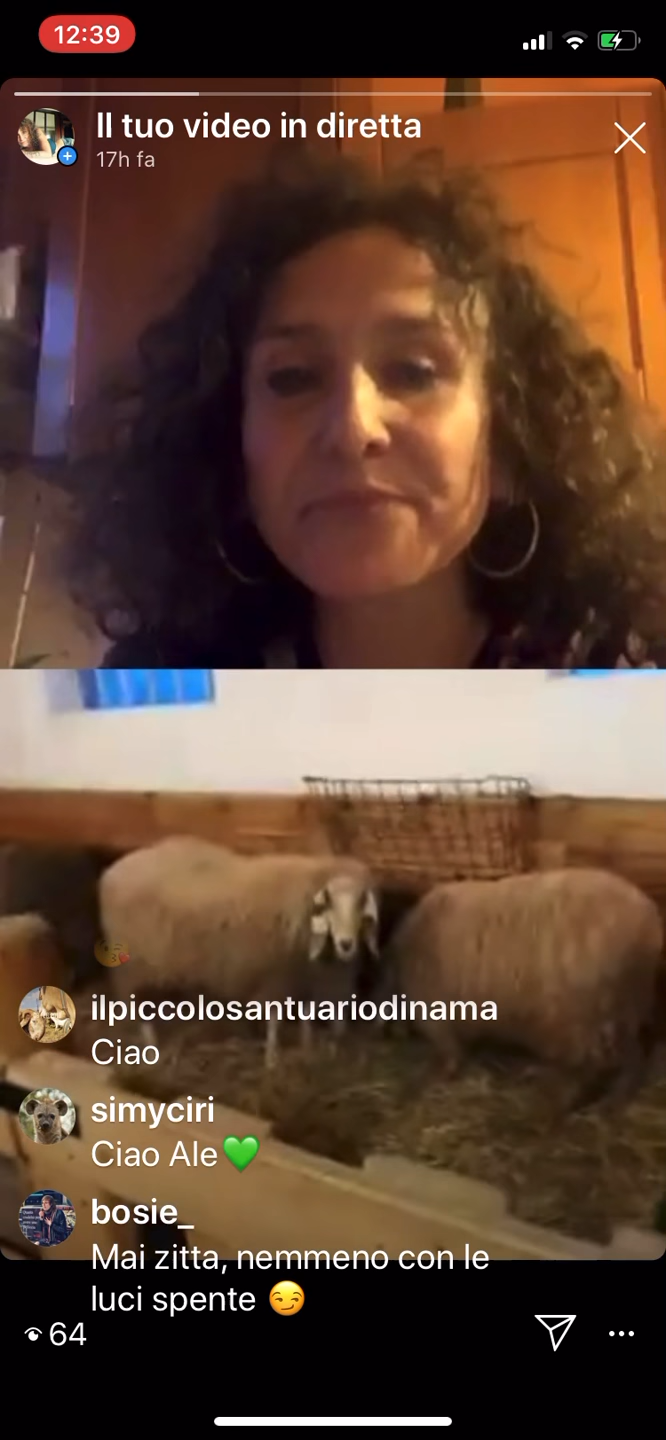 12:39
Il tuo video in diretta
17h fa
ilpiccolosantuariodinama
Ciao
simyciri
Ciao Ale💚
bosie_
Mai zitta, nemmeno con le
luci spente 😏
64